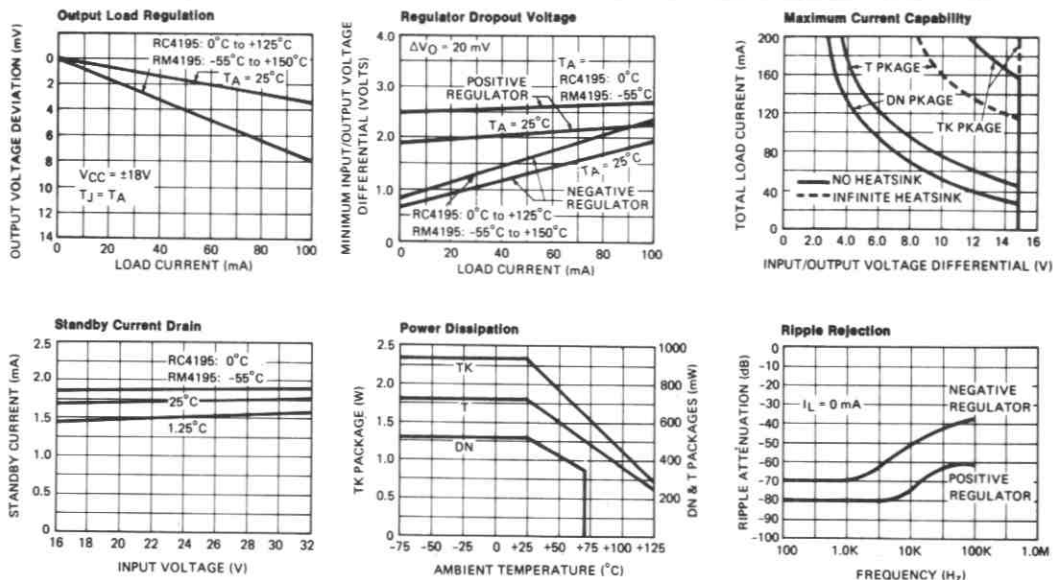 Output Load Regulation
OUTPUT VOLTAGE DEVIATION (mV)
0
2
4
6
8
10
12
14
RC4195: 0°C to +125°C
RM4195: -55°C to +150°C
TA = 25°C
VCC = ±18V
TJ = TA
0 20 40 60 80 100
LOAD CURRENT (mA)
Regulator Dropout Voltage
MINIMUM INPUT/OUTPUT VOLTAGE
DIFFERENTIAL (VOLTS)
4.0
3.0
2.0
1.0
0
ΔVO = 20 mV
TA =
RC4195: 0°C
RM4195: -55°C
POSITIVE
REGULATOR
TA = 25°C
TA = 25°C
NEGATIVE
REGULATOR
RC4195: 0°C to +125°C
RM4195: -55°C to +150°C
0 20 40 60 80 100
LOAD CURRENT (mA)
Maximum Current Capability
TOTAL LOAD CURRENT (mA)
200
160
120
80
40
0
T PKAGE
DN PKAGE
TK PKAGE
NO HEATSINK
INFINITE HEATSINK
0 2.0 4.0 6.0 8.0 10 12 14 16
INPUT/OUTPUT VOLTAGE DIFFERENTIAL (V)
Standby Current Drain
STANDBY CURRENT (mA)
2.5
2.0
1.5
1.0
0.5
0
RC4195: 0°C
RM4195: -55°C
25°C
1.25°C
16 18 20 22 24 26 28 30 32
INPUT VOLTAGE (V)
Power Dissipation
TK PACKAGE (W)
2.5
2.0
1.5
1.0
0.5
0
TK
T
DN
1000
800
600
400
200
DN & T PACKAGES (mW)
-75 -50 -25 0 +25 +50 +75 +100 +125
AMBIENT TEMPERATURE (°C)
Ripple Rejection
RIPPLE ATTENUATION (dB)
0
-10
-20
-30
-40
-50
-60
-70
-80
-90
-100
IL = 0 mA
NEGATIVE
REGULATOR
POSITIVE
REGULATOR
100 1.0K 10K 100K 1.0M
FREQUENCY (Hz)